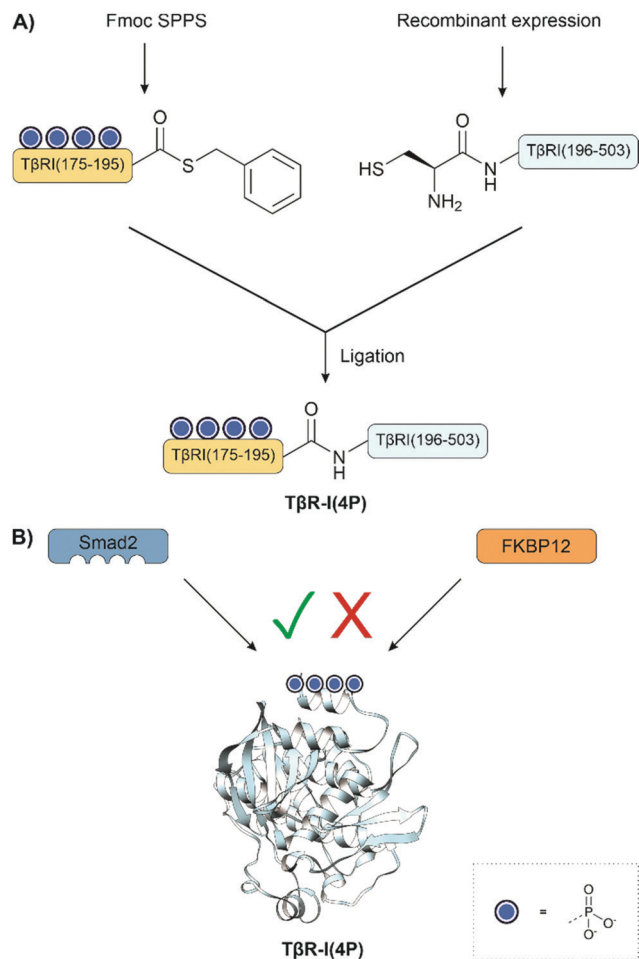 A)
Fmoc SPPS
Recombinant expression
O
S
TβRI(175-195)
O
HS
N
H
NH2
TβRI(196-503)
Ligation
O
N
H
TβRI(175-195)
TβRI(196-503)
TβR-I(4P)
B)
Smad2
FKBP12
=
O
P
O-
O-
TβR-I(4P)